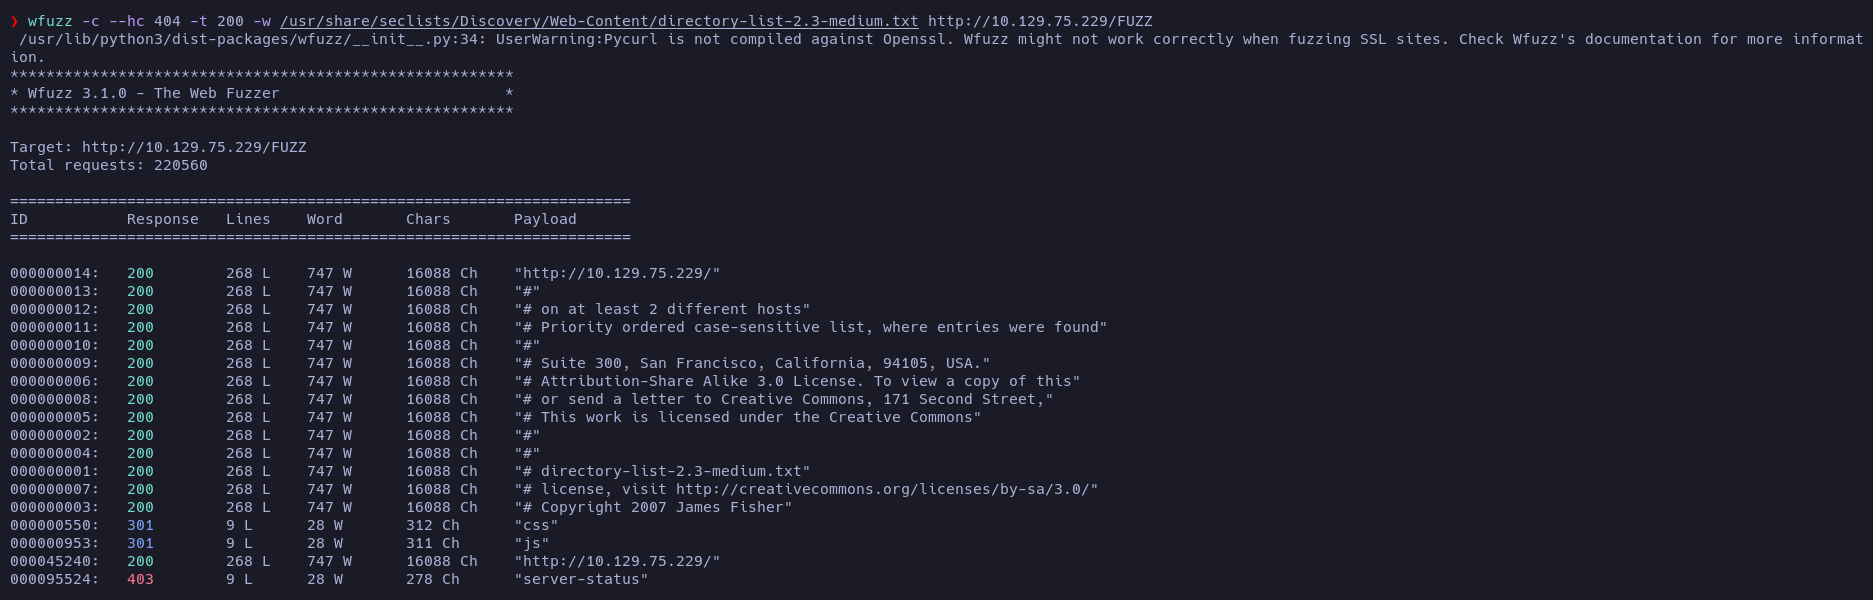 ❯ wfuzz -c --hc 404 -t 200 -w /usr/share/seclists/Discovery/Web-Content/directory-list-2.3-medium.txt http://10.129.75.229/FUZZ
 /usr/lib/python3/dist-packages/wfuzz/__init__.py:34: UserWarning:Pycurl is not compiled against Openssl. Wfuzz might not work correctly when fuzzing SSL sites. Check Wfuzz's documentation for more informat
ion.
********************************************************
* Wfuzz 3.1.0 - The Web Fuzzer                         *
********************************************************

Target: http://10.129.75.229/FUZZ
Total requests: 220560

=====================================================================
ID           Response   Lines    Word       Chars       Payload
=====================================================================

000000014:   200        268 L    747 W      16088 Ch    "http://10.129.75.229/"
000000013:   200        268 L    747 W      16088 Ch    "#"
000000012:   200        268 L    747 W      16088 Ch    "# on at least 2 different hosts"
000000011:   200        268 L    747 W      16088 Ch    "# Priority ordered case-sensitive list, where entries were found"
000000010:   200        268 L    747 W      16088 Ch    "#"
000000009:   200        268 L    747 W      16088 Ch    "# Suite 300, San Francisco, California, 94105, USA."
000000006:   200        268 L    747 W      16088 Ch    "# Attribution-Share Alike 3.0 License. To view a copy of this"
000000008:   200        268 L    747 W      16088 Ch    "# or send a letter to Creative Commons, 171 Second Street,"
000000005:   200        268 L    747 W      16088 Ch    "# This work is licensed under the Creative Commons"
000000002:   200        268 L    747 W      16088 Ch    "#"
000000004:   200        268 L    747 W      16088 Ch    "#"
000000001:   200        268 L    747 W      16088 Ch    "# directory-list-2.3-medium.txt"
000000007:   200        268 L    747 W      16088 Ch    "# license, visit http://creativecommons.org/licenses/by-sa/3.0/"
000000003:   200        268 L    747 W      16088 Ch    "# Copyright 2007 James Fisher"
000000550:   301        9 L      28 W       312 Ch      "css"
000000953:   301        9 L      28 W       311 Ch      "js"
000045240:   200        268 L    747 W      16088 Ch    "http://10.129.75.229/"
000095524:   403        9 L      28 W       278 Ch      "server-status"